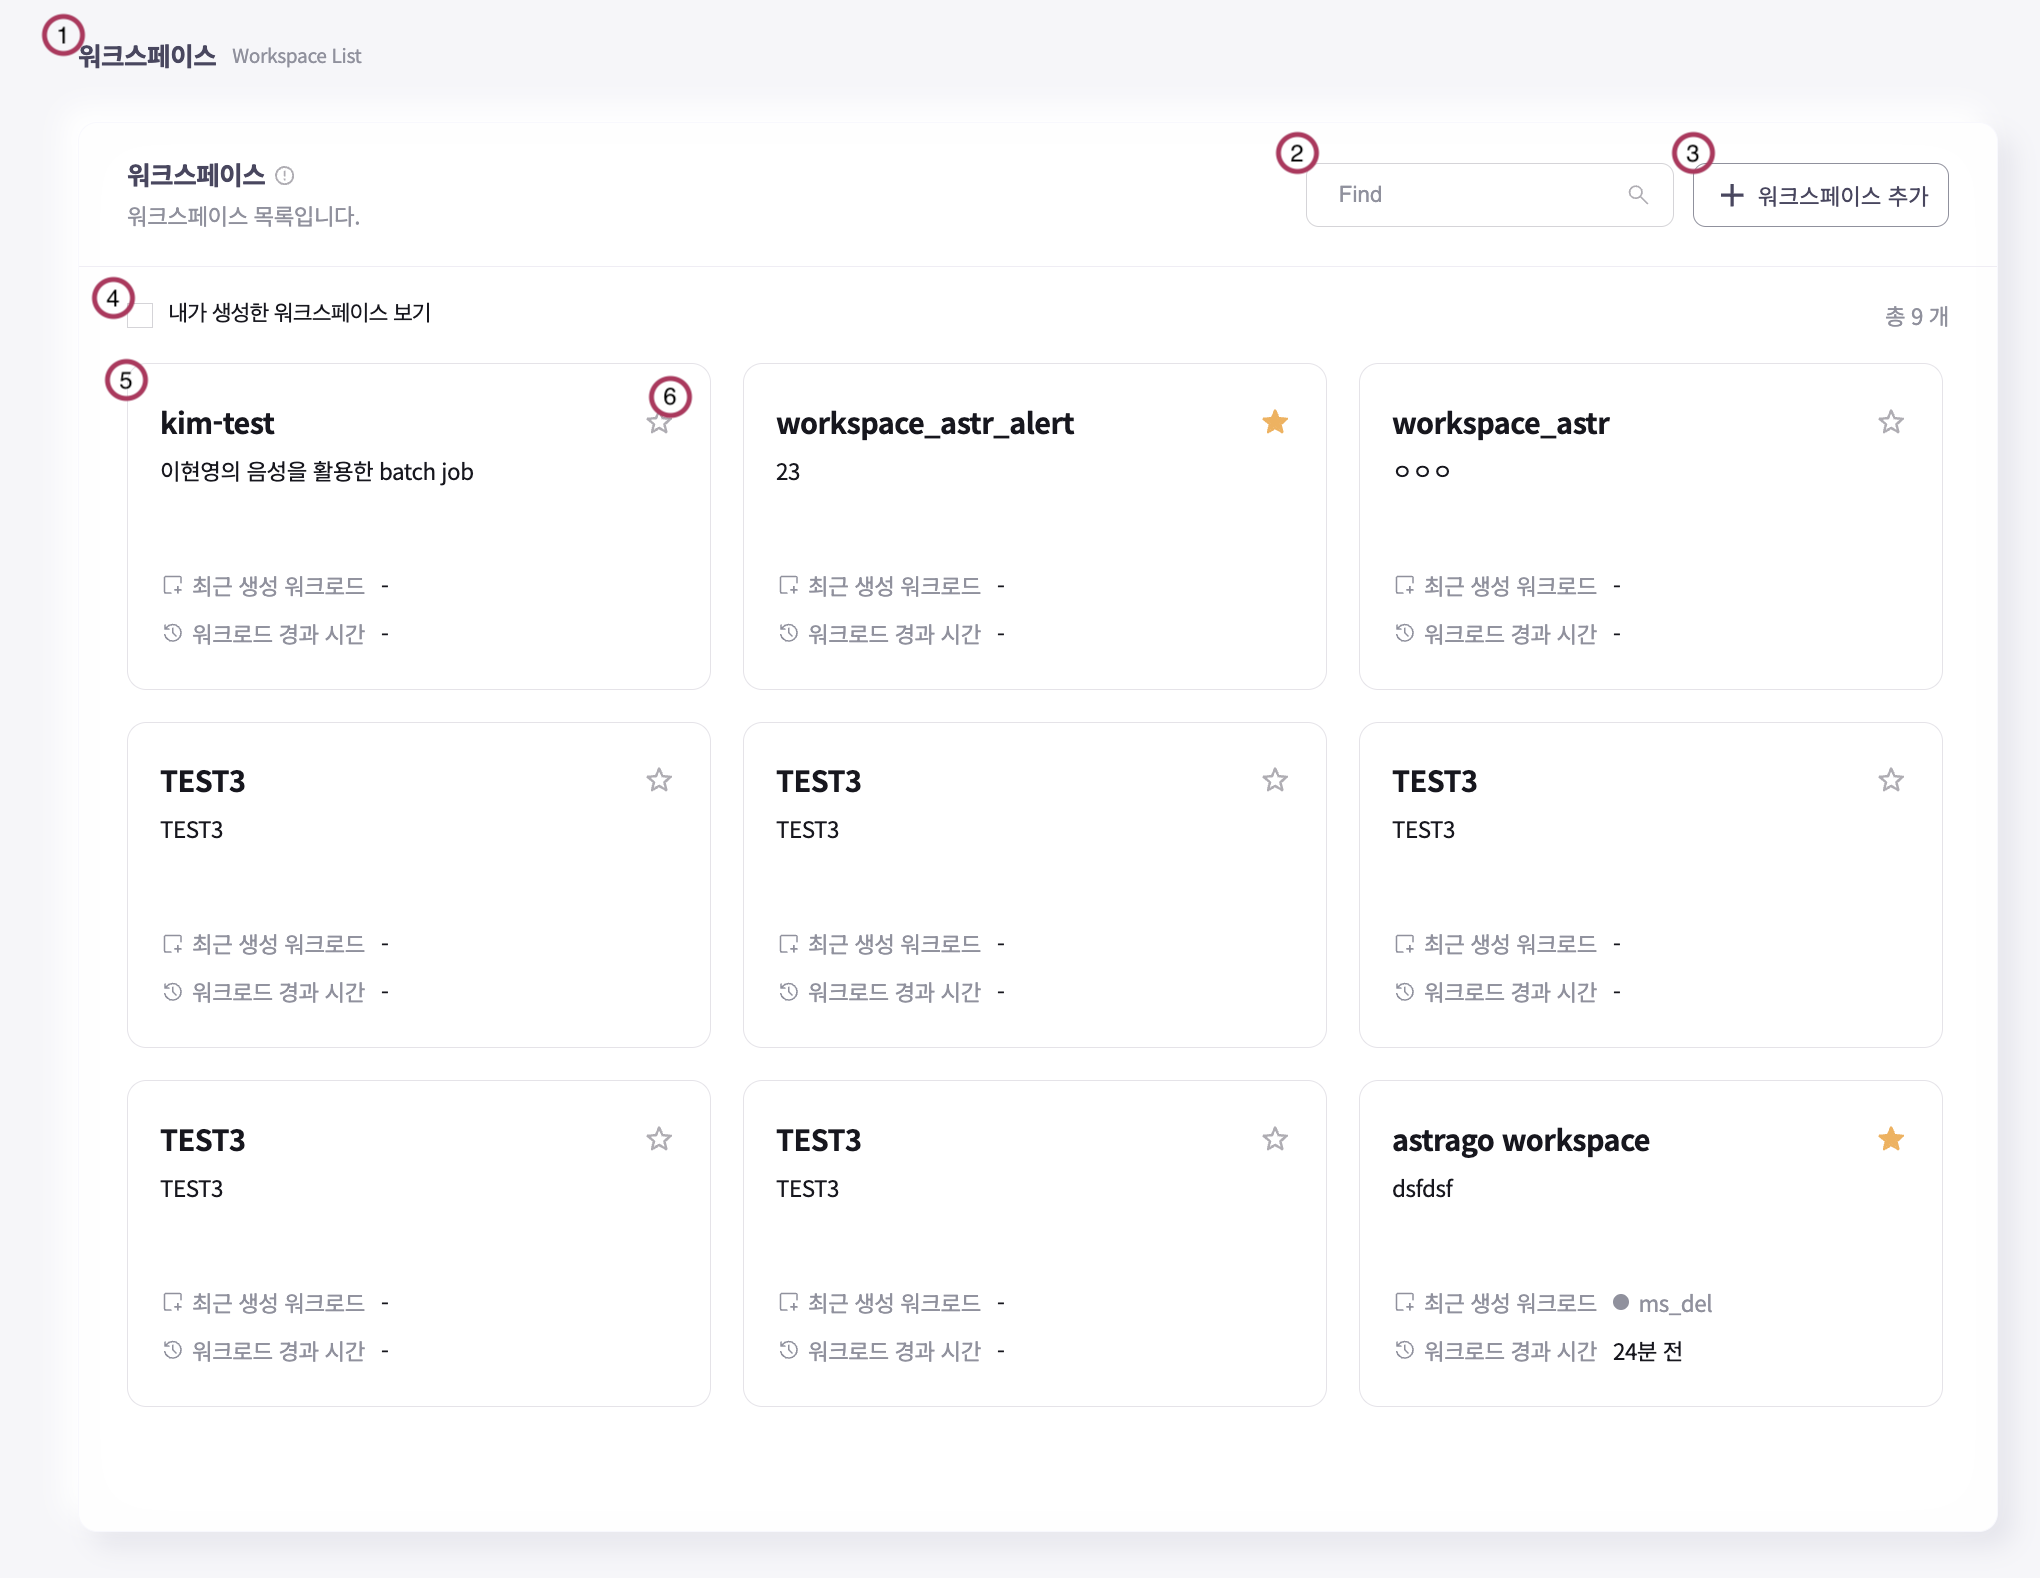 1
워크스페이스 Workspace List
워크스페이스
워크스페이스 목록입니다.
2
Find
3
+ 워크스페이스 추가
4
내가 생성한 워크스페이스 보기
총 9 개
5
kim-test
6
이현영의 음성을 활용한 batch job
최근 생성 워크로드 -
워크로드 경과 시간 -
workspace_astr_alert
23
최근 생성 워크로드 -
워크로드 경과 시간 -
workspace_astr
ㅇㅇㅇ
최근 생성 워크로드 -
워크로드 경과 시간 -
TEST3
TEST3
최근 생성 워크로드 -
워크로드 경과 시간 -
TEST3
TEST3
최근 생성 워크로드 -
워크로드 경과 시간 -
TEST3
TEST3
최근 생성 워크로드 -
워크로드 경과 시간 -
TEST3
TEST3
최근 생성 워크로드 -
워크로드 경과 시간 -
TEST3
TEST3
최근 생성 워크로드 -
워크로드 경과 시간 -
astrago workspace
dsfdsf
최근 생성 워크로드 ms_del
워크로드 경과 시간 24분 전